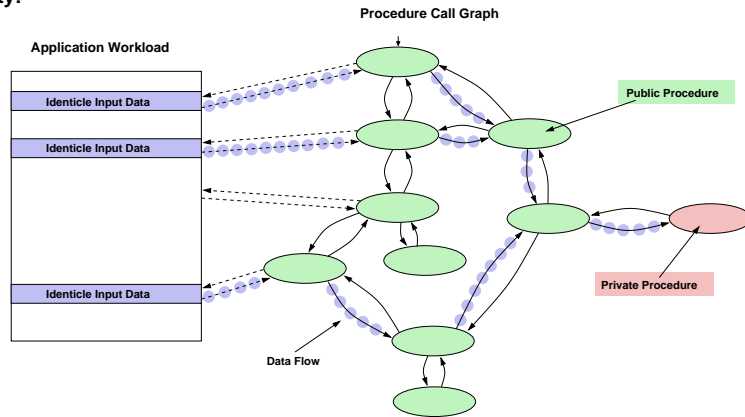 ty.
Procedure Call Graph
Application Workload
Identicle Input Data
Public Procedure
Identicle Input Data
Identicle Input Data
Private Procedure
Data Flow